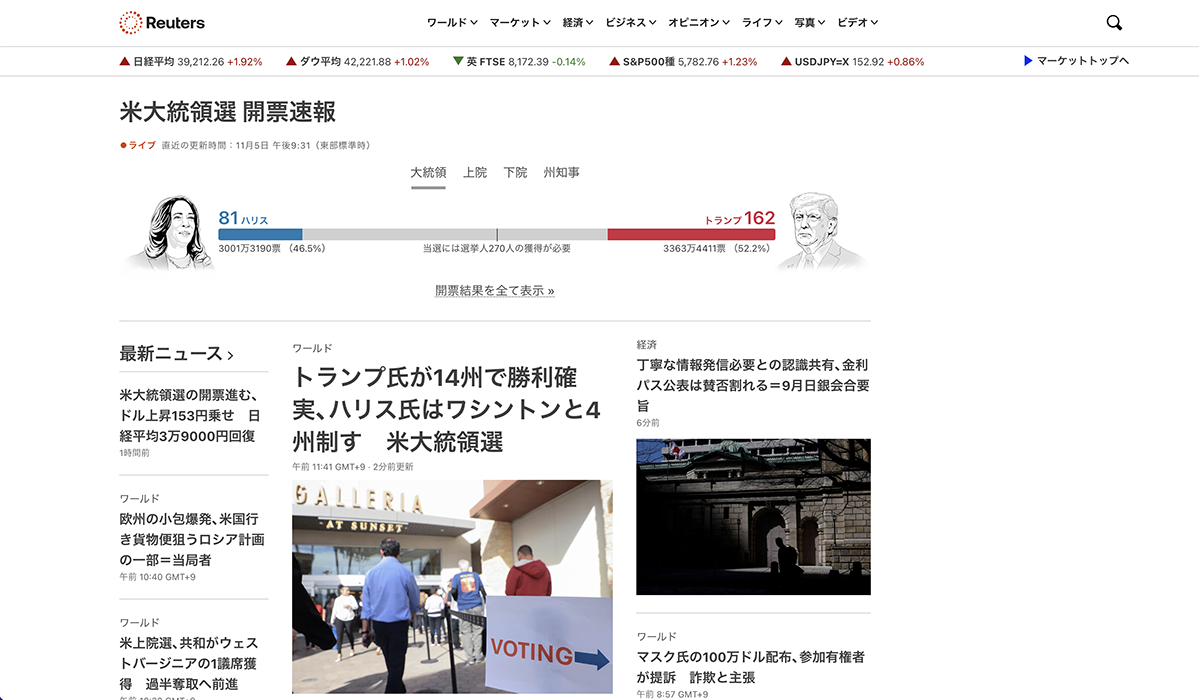 Reuters
ワールド マーケット 経済 ビジネス オピニオン ライフ 写真 ビデオ
日経平均 39,212.26 +1.92% ダウ平均 42,221.88 +1.02% 英 FTSE 8,172.39 -0.14% S&P500種 5,782.76 +1.23% USDJPY=X 152.92 +0.86% マーケットトップへ
米大統領選 開票速報
ライブ 直近の更新時間：11月5日 午後9:31（東部標準時）
大統領 上院 下院 州知事
81 ハリス トランプ 162
3001万3190票 （46.5%） 当選には選挙人270人の獲得が必要 3363万4411票 （52.2%）
開票結果を全て表示 »
最新ニュース ›
米大統領選の開票進む、
ドル上昇153円乗せ　日
経平均3万9000円回復
1時間前
ワールド
欧州の小包爆発、米国行
き貨物便狙うロシア計画
の一部＝当局者
午前 10:40 GMT+9
ワールド
米上院選、共和がウェス
トバージニアの1議席獲
得　過半奪取へ前進
ワールド
トランプ氏が14州で勝利確
実、ハリス氏はワシントンと4
州制す　米大統領選
午前 11:41 GMT+9 · 2分前更新
GALLERIA
AT SUNSET
VOTING
経済
丁寧な情報発信必要との認識共有、金利
パス公表は賛否割れる＝9月日銀会合要
旨
6分前
ワールド
マスク氏の100万ドル配布、参加有権者
が提訴　詐欺と主張
午前 8:57 GMT+9